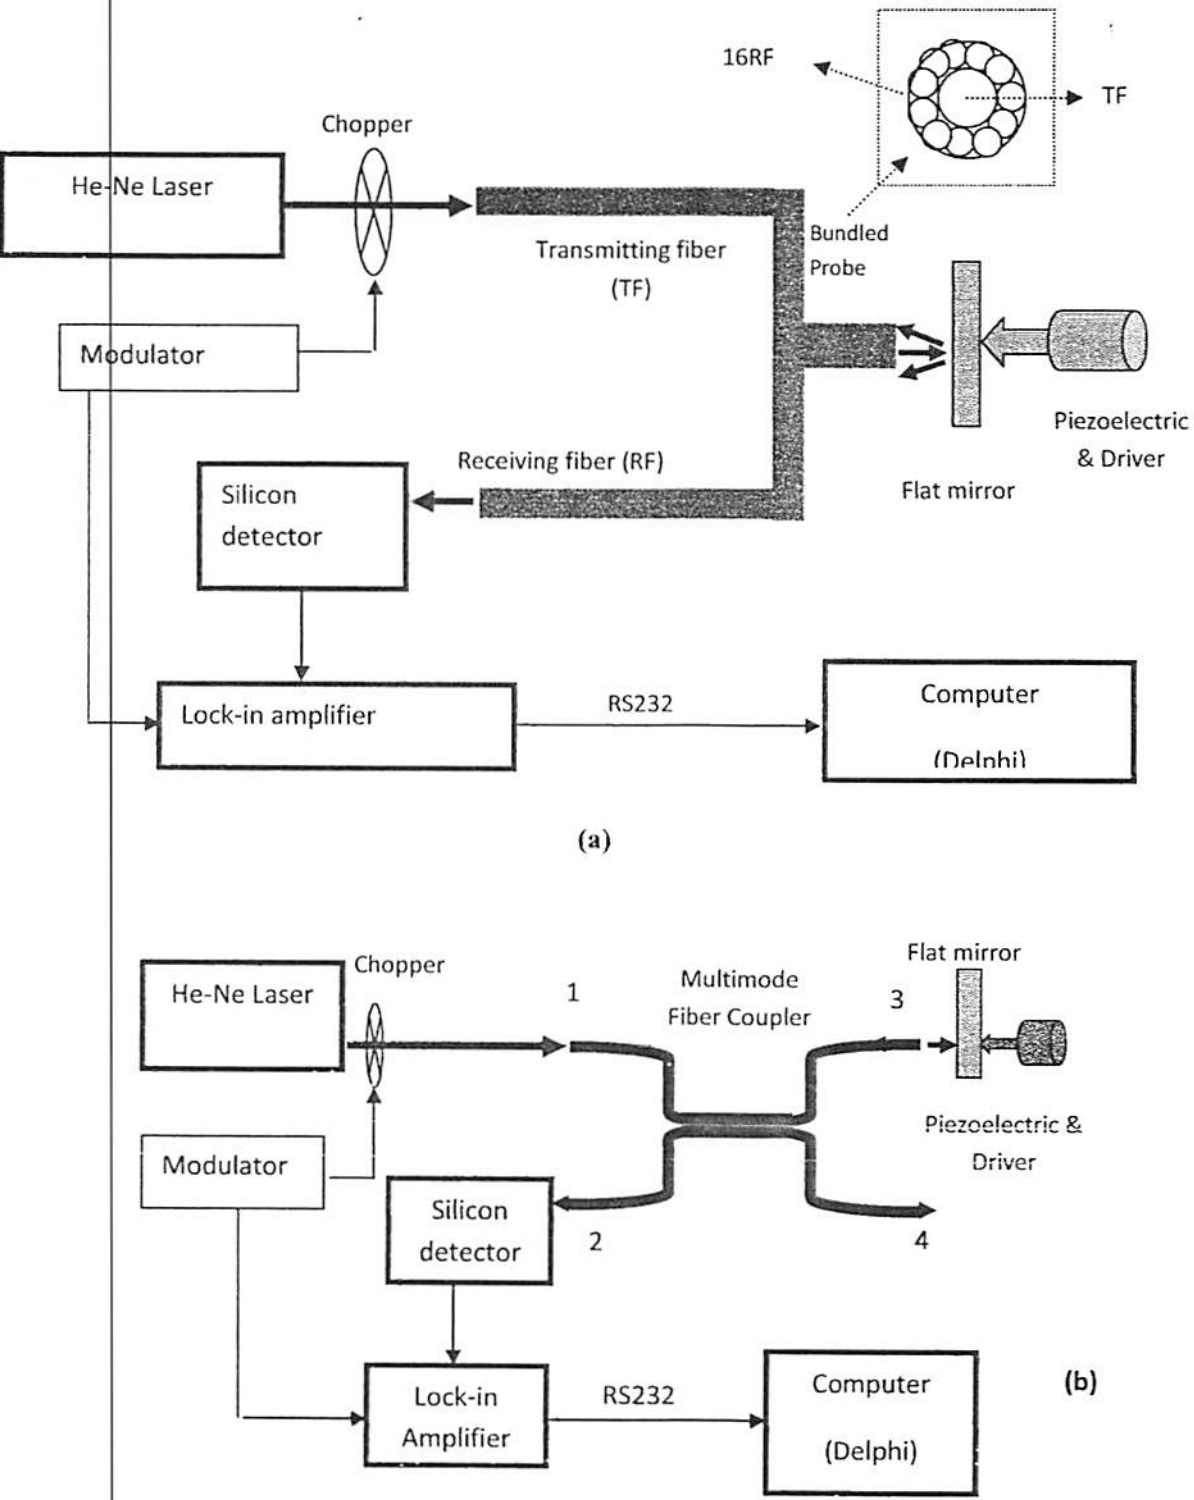 16RF
TF
Chopper
He-Ne Laser
Transmitting fiber
(TF)
Bundled
Probe
Modulator
Piezoelectric
& Driver
Receiving fiber (RF)
Flat mirror
Silicon
detector
Lock-in amplifier
RS232
Computer
(Delphi)
(a)
Flat mirror
Chopper
He-Ne Laser
1
Multimode
Fiber Coupler
3
Piezoelectric &
Driver
Modulator
Silicon
detector
2
4
Lock-in
Amplifier
RS232
Computer
(Delphi)
(b)